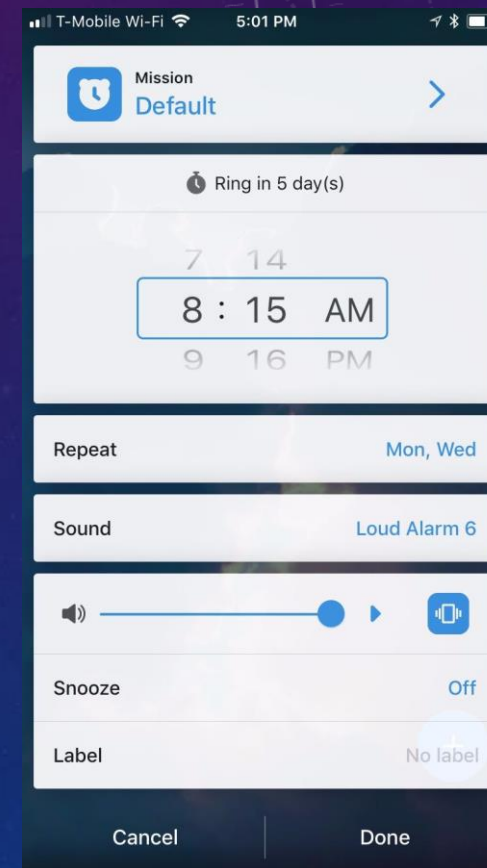 T-Mobile Wi-Fi 5:01 PM
Mission
Default
Ring in 5 day(s)
7 14
8 : 15 AM
9 16 PM
Repeat Mon, Wed
Sound Loud Alarm 6
Snooze Off
Label No label
Cancel Done